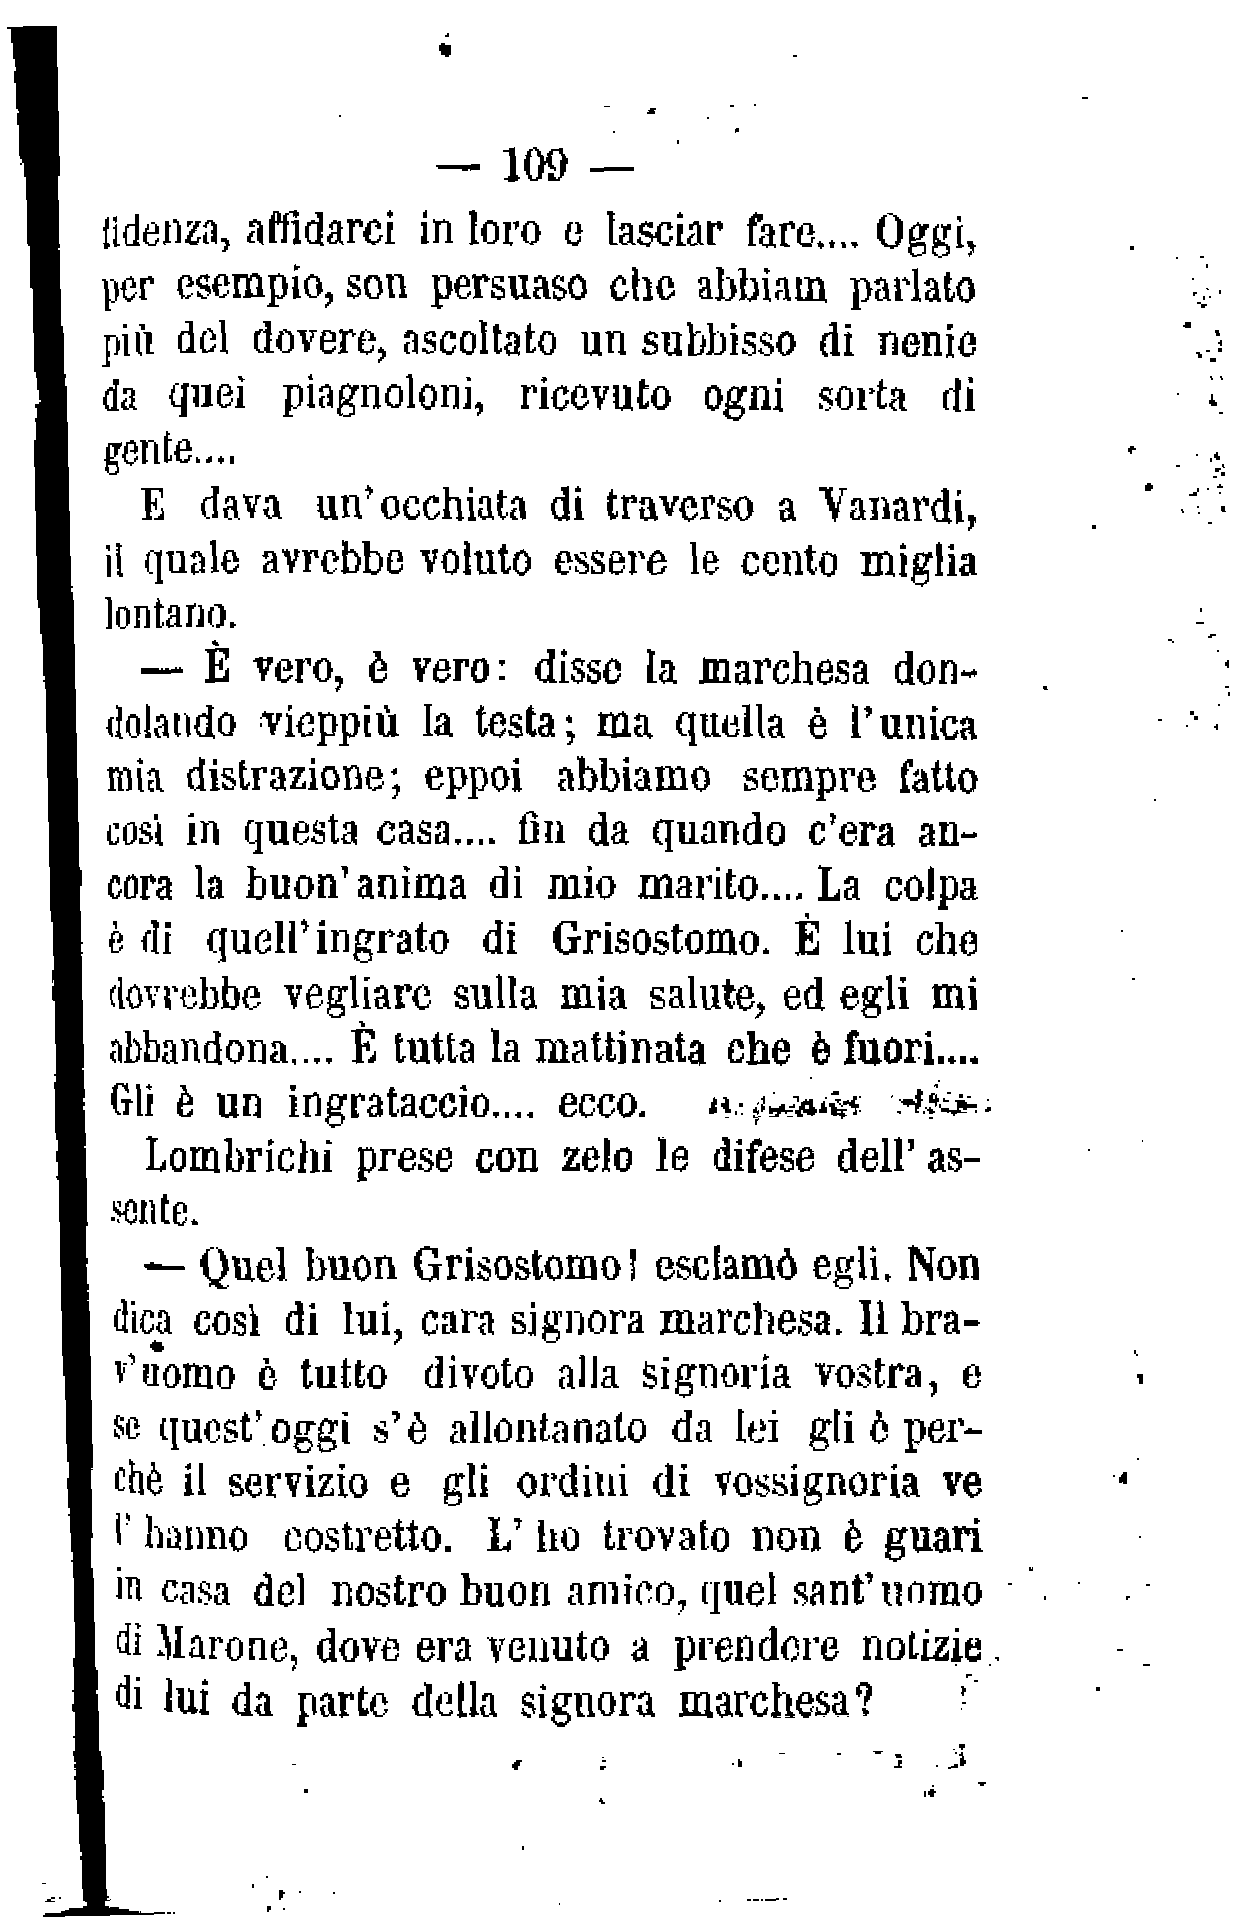 — 109 —
fidenza, affidarci in loro e lasciar fare.... Oggi,
per esempio, son persuaso che abbiam parlato
più del dovere, ascoltato un subbisso di nenie
da quei piagnoloni, ricevuto ogni sorta di
gente....
E dava un'occhiata di traverso a Vanardi,
il quale avrebbe voluto essere le cento miglia
lontano.
— È vero, è vero: disse la marchesa don-
dolando vieppiù la testa; ma quella è l'unica
mia distrazione; eppoi abbiamo sempre fatto
così in questa casa.... fin da quando c'era an-
cora la buon'anima di mio marito.... La colpa
è di quell'ingrato di Grisostomo. È lui che
dovrebbe vegliare sulla mia salute, ed egli mi
abbandona.... È tutta la mattinata che è fuori....
Gli è un ingrataccio.... ecco.
Lombrichi prese con zelo le difese dell'as-
sente.
— Quel buon Grisostomo! esclamò egli. Non
dica così di lui, cara signora marchesa. Il bra-
v'uomo è tutto divoto alla signoria vostra, e
se quest'oggi s'è allontanato da lei gli è per-
chè il servizio e gli ordini di vossignoria ve
l'hanno costretto. L'ho trovato non è guari
in casa del nostro buon amico, quel sant'uomo
di Marone, dove era venuto a prendere notizie
di lui da parte della signora marchesa?